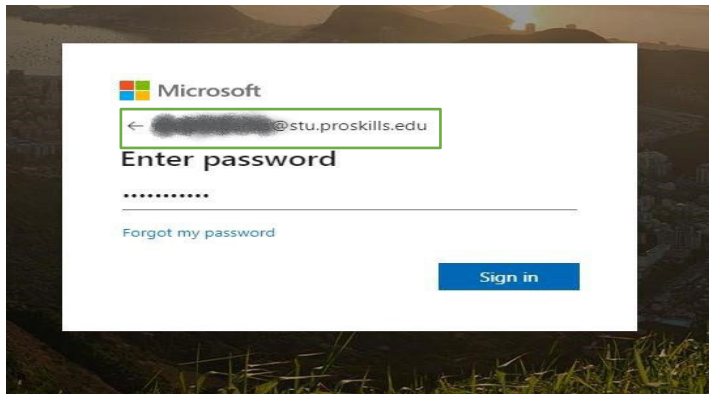 Microsoft
← @stu.proskills.edu
Enter password
•••••••••••
Forgot my password
Sign in